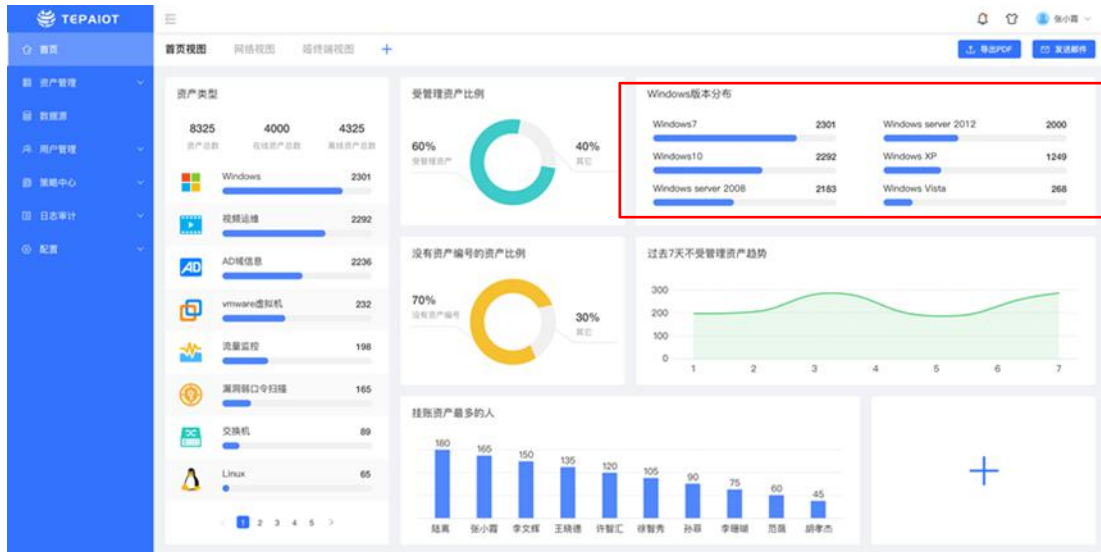 TEPAIOT
张小霞
首页
首页视图 网络视图 哑终端视图
导出PDF 发送邮件
资产管理
数据源
用户管理
策略中心
日志审计
配置
资产类型
8325 4000 4325
资产总数 在线资产总数 离线资产总数
Windows 2301
视频运维 2292
AD域信息 2236
vmware虚拟机 232
流量监控 198
漏洞弱口令扫描 165
交换机 89
Linux 65
1 2 3 4 5
受管理资产比例
60% 40%
受管理资产 其它
Windows版本分布
Windows7 2301 Windows server 2012 2000
Windows10 2292 Windows XP 1249
Windows server 2008 2183 Windows Vista 268
没有资产编号的资产比例
70% 30%
没有资产编号 其它
过去7天不受管理资产趋势
300
200
100
0
1 2 3 4 5 6 7
挂账资产最多的人
180 165 150 135 120 105 90 75 60 45
陆离 张小霞 李文辉 王晓德 许智汇 徐智秀 孙菲 李珊瑚 范薇 胡孝杰